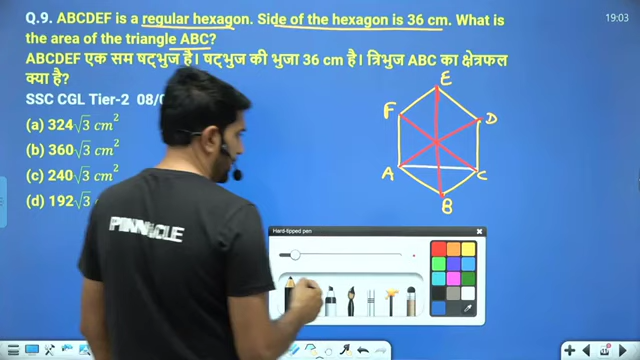 Q.9. ABCDEF is a regular hexagon. Side of the hexagon is 36 cm. What is
19:03
the area of the triangle ABC?
ABCDEF एक सम षट्भुज है। षट्भुज की भुजा 36 cm है। त्रिभुज ABC का क्षेत्रफल
क्या है?
SSC CGL Tier-2 08/0
(a) 324√3 cm²
(b) 360√3 cm²
(c) 240√3 cm²
(d) 192√3
E
F
D
A
C
B
PINNACLE
Hard-tipped pen